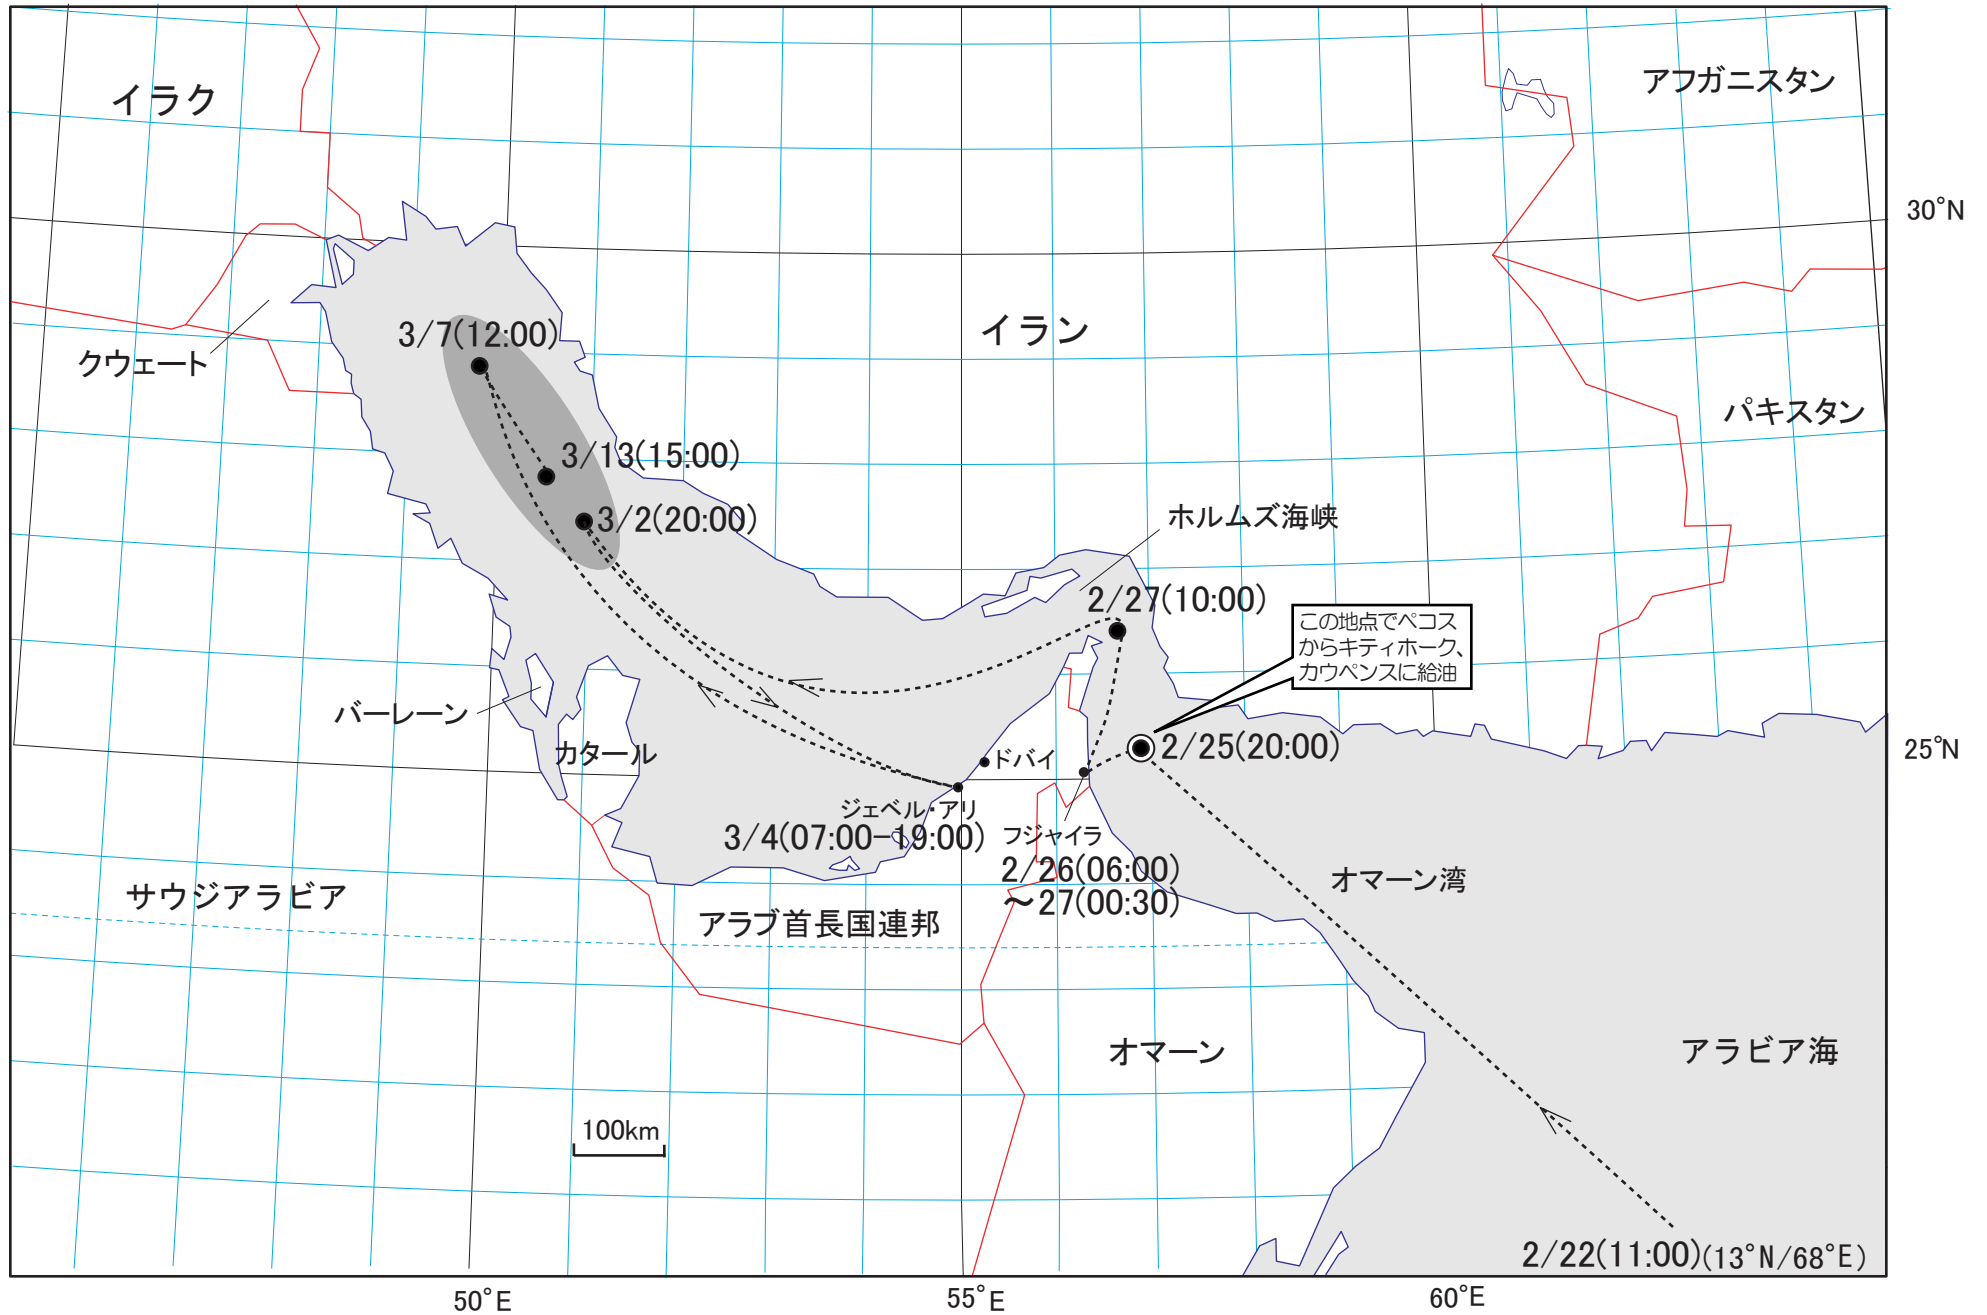 イラク
アフガニスタン
30°N
3/7(12:00)
イラン
クウェート
パキスタン
3/13(15:00)
3/2(20:00)
ホルムズ海峡
2/27(10:00)
この地点でペコス
からキティホーク、
カウペンスに給油
バーレーン
2/25(20:00)
25°N
カタール
ドバイ
ジェベル・アリ
3/4(07:00-19:00)
フジャイラ
2/26(06:00)
～27(00:30)
オマーン湾
サウジアラビア
アラブ首長国連邦
オマーン
アラビア海
100km
2/22(11:00)(13°N/68°E)
50°E
55°E
60°E